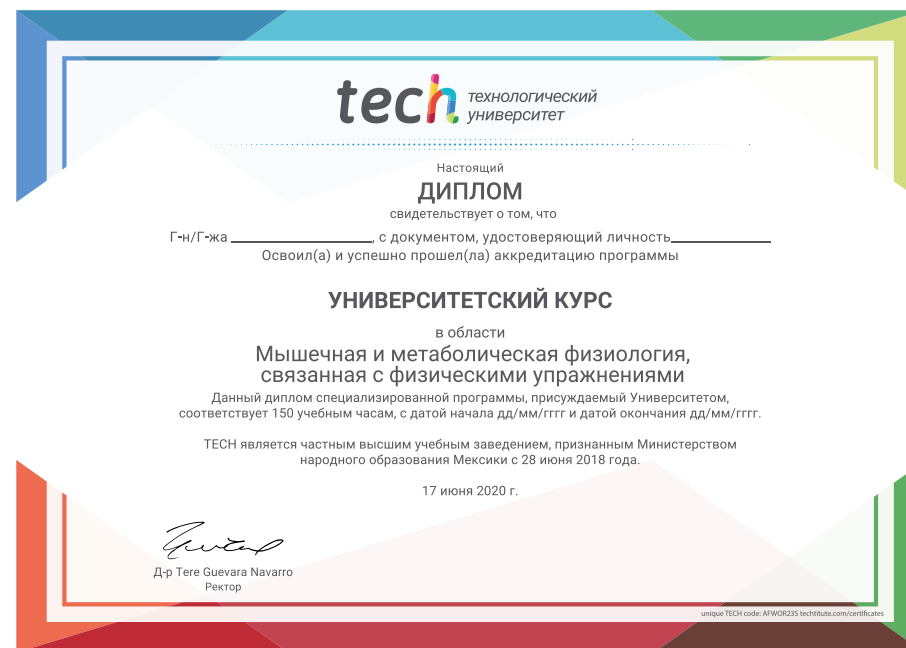 tech технологический
университет
Настоящий
ДИПЛОМ
свидетельствует о том, что
Г-н/Г-жа ____________________, с документом, удостоверяющий личность______________
Освоил(а) и успешно прошел(ла) аккредитацию программы
УНИВЕРСИТЕТСКИЙ КУРС
в области
Мышечная и метаболическая физиология,
связанная с физическими упражнениями
Данный диплом специализированной программы, присуждаемый Университетом,
соответствует 150 учебным часам, с датой начала дд/мм/гггг и датой окончания дд/мм/гггг.
TECH является частным высшим учебным заведением, признанным Министерством
народного образования Мексики с 28 июня 2018 года.
17 июня 2020 г.
Д-р Tere Guevara Navarro
Ректор
unique TECH code: AFWOR23S techtitute.com/certificates